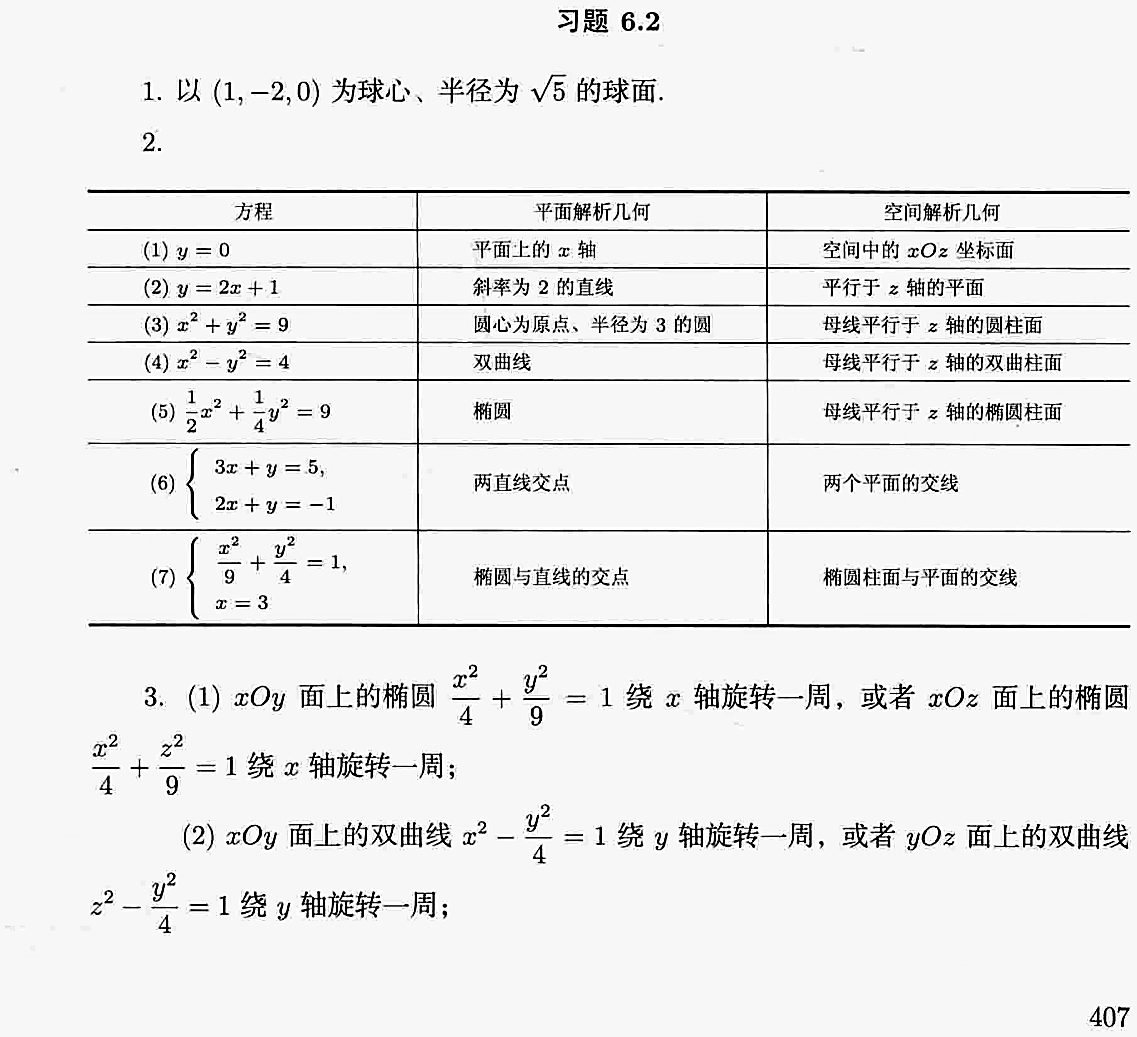 习题 6.2
1. 以 (1, −2, 0) 为球心、半径为 √5 的球面.
2.
方程 平面解析几何 空间解析几何
(1) y = 0 平面上的 x 轴 空间中的 xOz 坐标面
(2) y = 2x + 1 斜率为 2 的直线 平行于 z 轴的平面
(3) x² + y² = 9 圆心为原点、半径为 3 的圆 母线平行于 z 轴的圆柱面
(4) x² − y² = 4 双曲线 母线平行于 z 轴的双曲柱面
(5) 1/2 x² + 1/4 y² = 9 椭圆 母线平行于 z 轴的椭圆柱面
(6) { 3x + y = 5, 2x + y = −1 两直线交点 两个平面的交线
(7) { x²/9 + y²/4 = 1, x = 3 椭圆与直线的交点 椭圆柱面与平面的交线
3. (1) xOy 面上的椭圆 x²/4 + y²/9 = 1 绕 x 轴旋转一周，或者 xOz 面上的椭圆
x²/4 + z²/9 = 1 绕 x 轴旋转一周；
(2) xOy 面上的双曲线 x² − y²/4 = 1 绕 y 轴旋转一周，或者 yOz 面上的双曲线
z² − y²/4 = 1 绕 y 轴旋转一周；
407